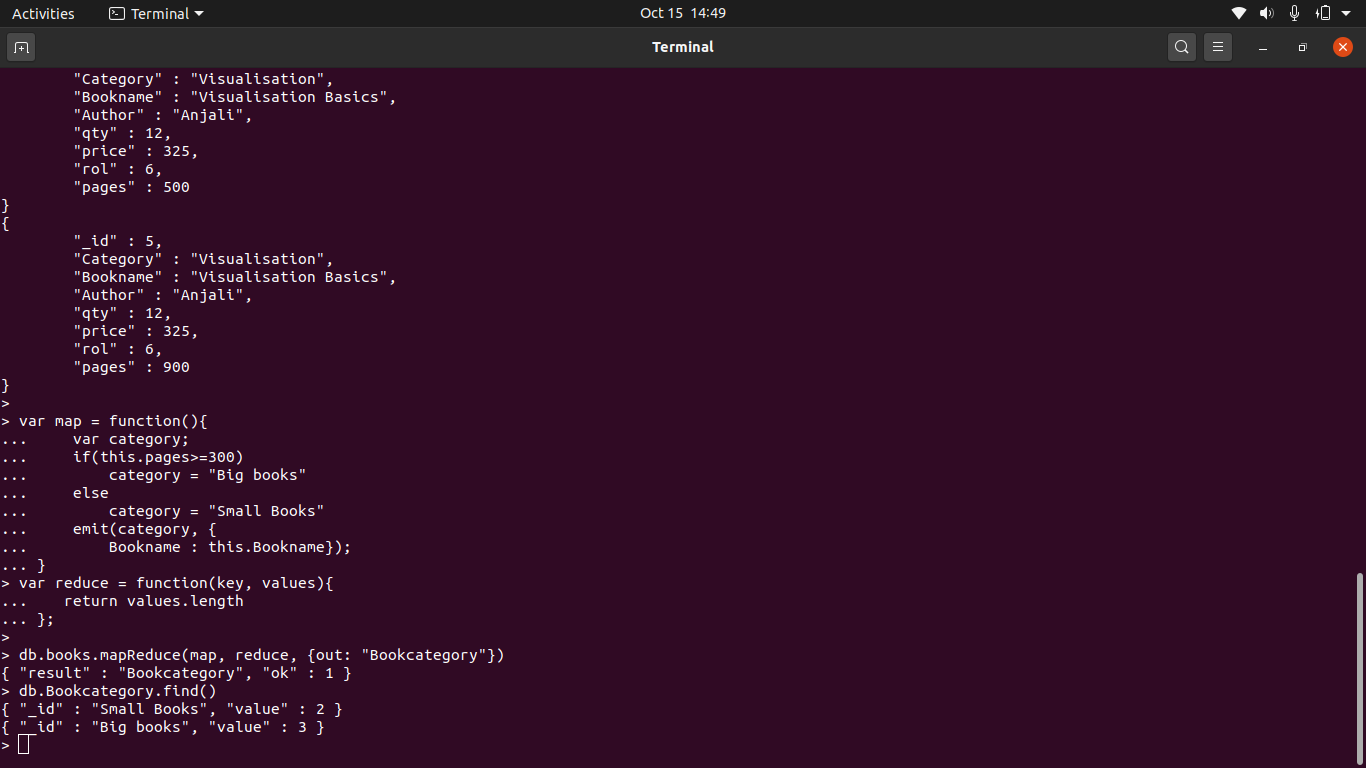 Activities Terminal Oct 15 14:49
Terminal
        "Category" : "Visualisation",
        "Bookname" : "Visualisation Basics",
        "Author" : "Anjali",
        "qty" : 12,
        "price" : 325,
        "rol" : 6,
        "pages" : 500
}
{
        "_id" : 5,
        "Category" : "Visualisation",
        "Bookname" : "Visualisation Basics",
        "Author" : "Anjali",
        "qty" : 12,
        "price" : 325,
        "rol" : 6,
        "pages" : 900
}
>
> var map = function(){
...     var category;
...     if(this.pages>=300)
...         category = "Big books"
...     else
...         category = "Small Books"
...     emit(category, {
...         Bookname : this.Bookname});
... }
> var reduce = function(key, values){
...    return values.length
... };
>
> db.books.mapReduce(map, reduce, {out: "Bookcategory"})
{ "result" : "Bookcategory", "ok" : 1 }
> db.Bookcategory.find()
{ "_id" : "Small Books", "value" : 2 }
{ "_id" : "Big books", "value" : 3 }
>